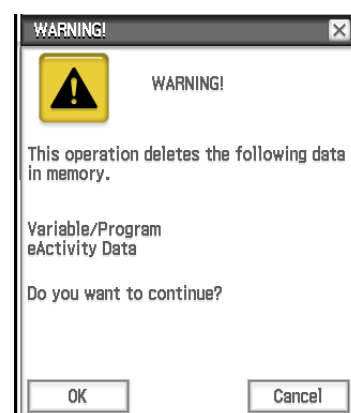 WARNING!
WARNING!
This operation deletes the following data
in memory.
Variable/Program
eActivity Data
Do you want to continue?
OK
Cancel